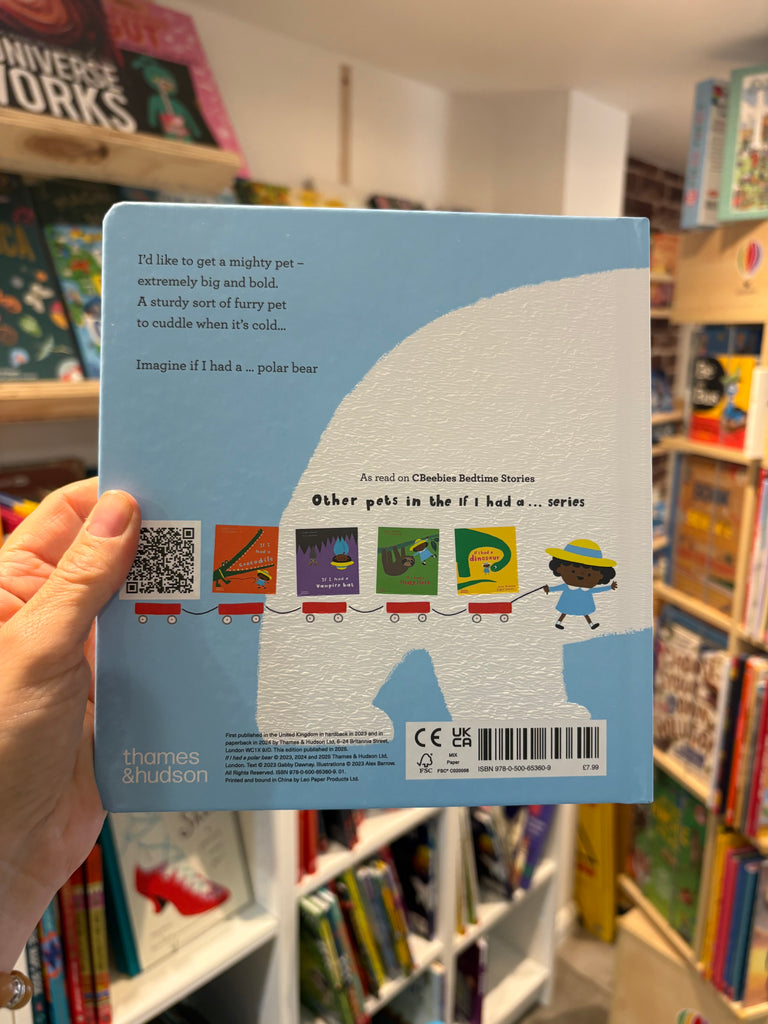 UNIVERSE
WORKS
I'd like to get a mighty pet –
extremely big and bold.
A sturdy sort of furry pet
to cuddle when it's cold...
Imagine if I had a ... polar bear
As read on CBeebies Bedtime Stories
Other pets in the If I had a ... series
If I
had a
crocodile
If I had a
Vampire bat
If I had a
dinosaur
thames
&hudson
First published in the United Kingdom in hardback in 2023 and in
paperback in 2024 by Thames & Hudson Ltd, 6–24 Britannia Street,
London WC1X 9JD. This edition published in 2025.
If I had a polar bear © 2023, 2024 and 2025 Thames & Hudson Ltd,
London. Text © 2023 Gabby Dawnay. Illustrations © 2023 Alex Barrow.
All Rights Reserved. ISBN 978-0-500-65360-9. 01.
Printed and bound in China by Leo Paper Products Ltd.
CE
UK
CA
FSC
MIX
Paper
FSC® C020056
ISBN 978-0-500-65360-9
£7.99